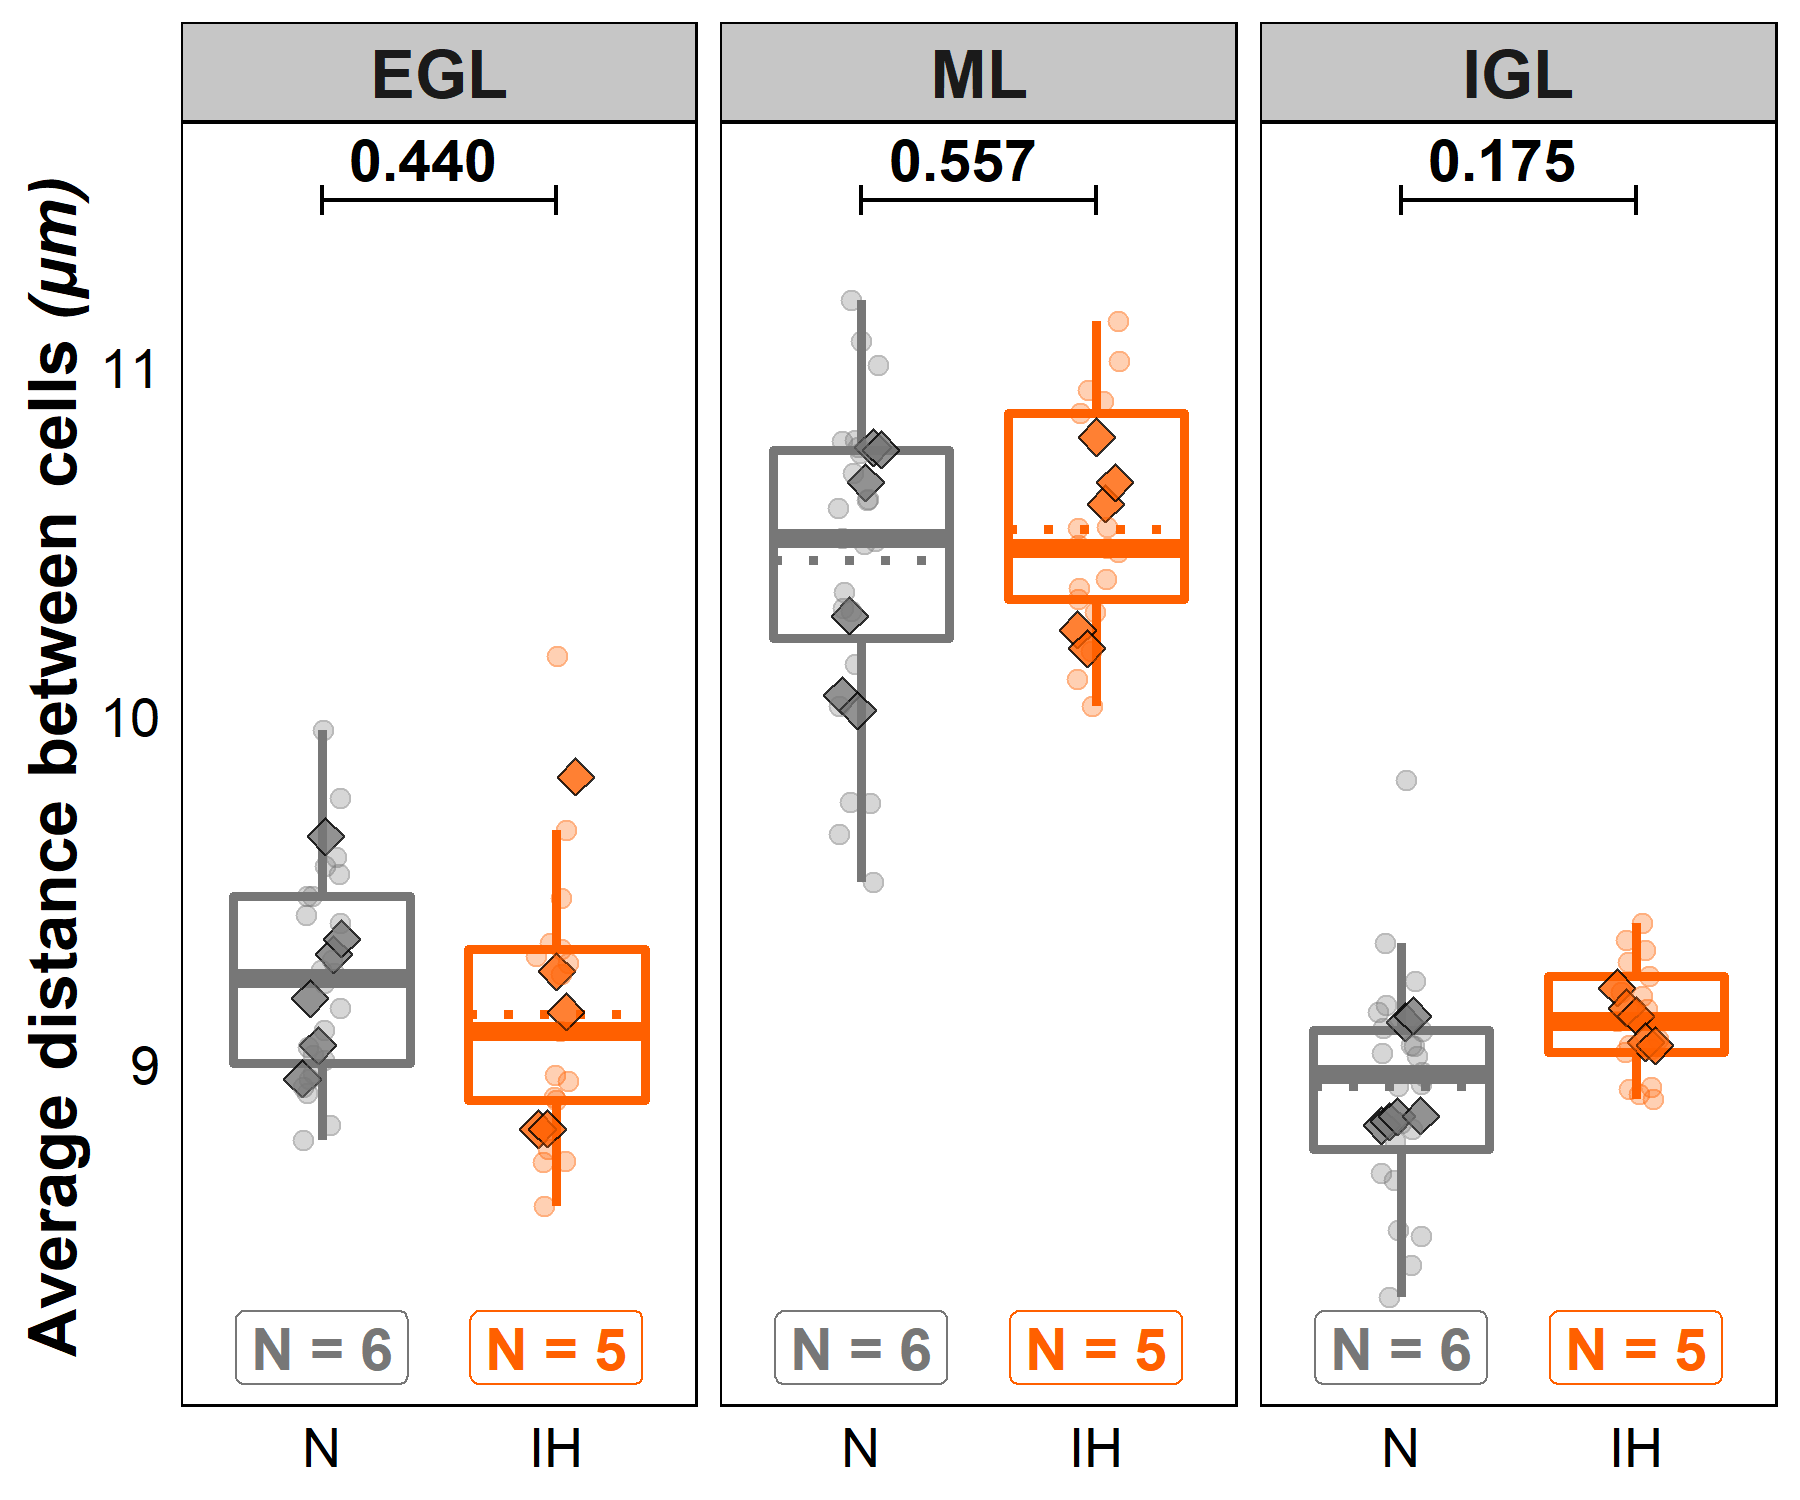 EGL
ML
IGL
0.440
0.557
0.175
Average distance between cells (μm)
11
10
9
N = 6
N = 5
N = 6
N = 5
N = 6
N = 5
N
IH
N
IH
N
IH